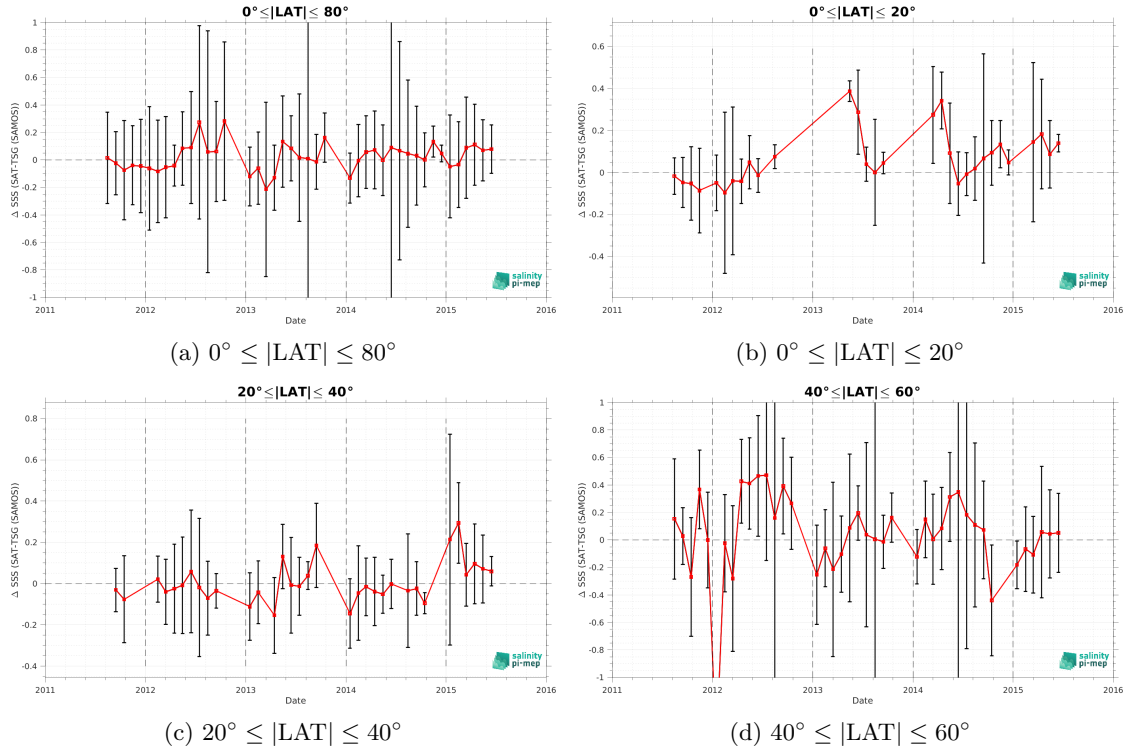 0°≤|LAT|≤ 80°
Δ SSS (SAT-TSG (SAMOS))
1
0.8
0.6
0.4
0.2
0
-0.2
-0.4
-0.6
-0.8
-1
2011 2012 2013 2014 2015 2016
Date
salinity
pi-mep
(a) 0° ≤ |LAT| ≤ 80°
0°≤|LAT|≤ 20°
Δ SSS (SAT-TSG (SAMOS))
0.6
0.4
0.2
0
-0.2
-0.4
2011 2012 2013 2014 2015 2016
Date
salinity
pi-mep
(b) 0° ≤ |LAT| ≤ 20°
20°≤|LAT|≤ 40°
Δ SSS (SAT-TSG (SAMOS))
0.8
0.6
0.4
0.2
0
-0.2
-0.4
2011 2012 2013 2014 2015 2016
Date
salinity
pi-mep
(c) 20° ≤ |LAT| ≤ 40°
40°≤|LAT|≤ 60°
Δ SSS (SAT-TSG (SAMOS))
1
0.8
0.6
0.4
0.2
0
-0.2
-0.4
-0.6
-0.8
-1
2011 2012 2013 2014 2015 2016
Date
salinity
pi-mep
(d) 40° ≤ |LAT| ≤ 60°